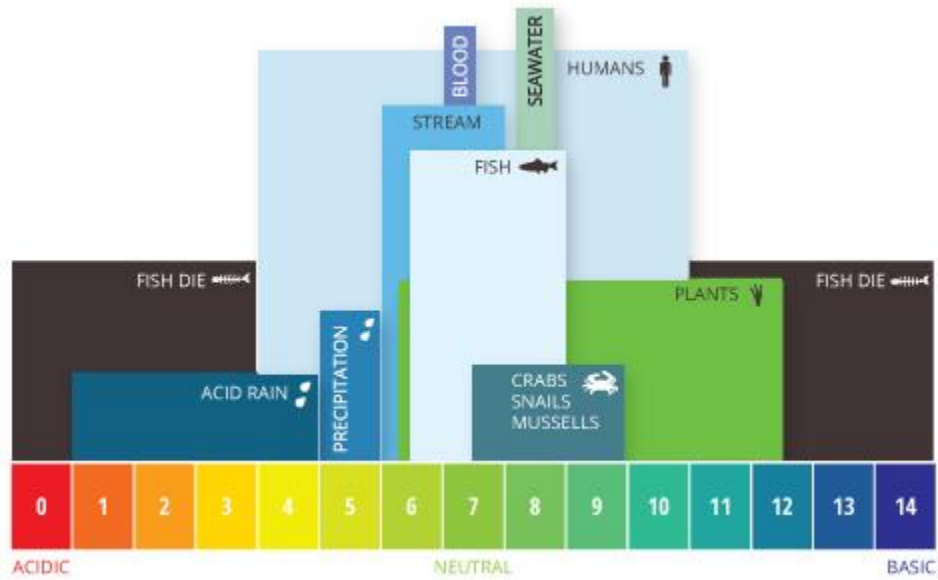 BLOOD
SEAWATER
HUMANS
STREAM
FISH
FISH DIE
PLANTS
FISH DIE
PRECIPITATION
ACID RAIN
CRABS
SNAILS
MUSSELLS
0 1 2 3 4 5 6 7 8 9 10 11 12 13 14
ACIDIC NEUTRAL BASIC